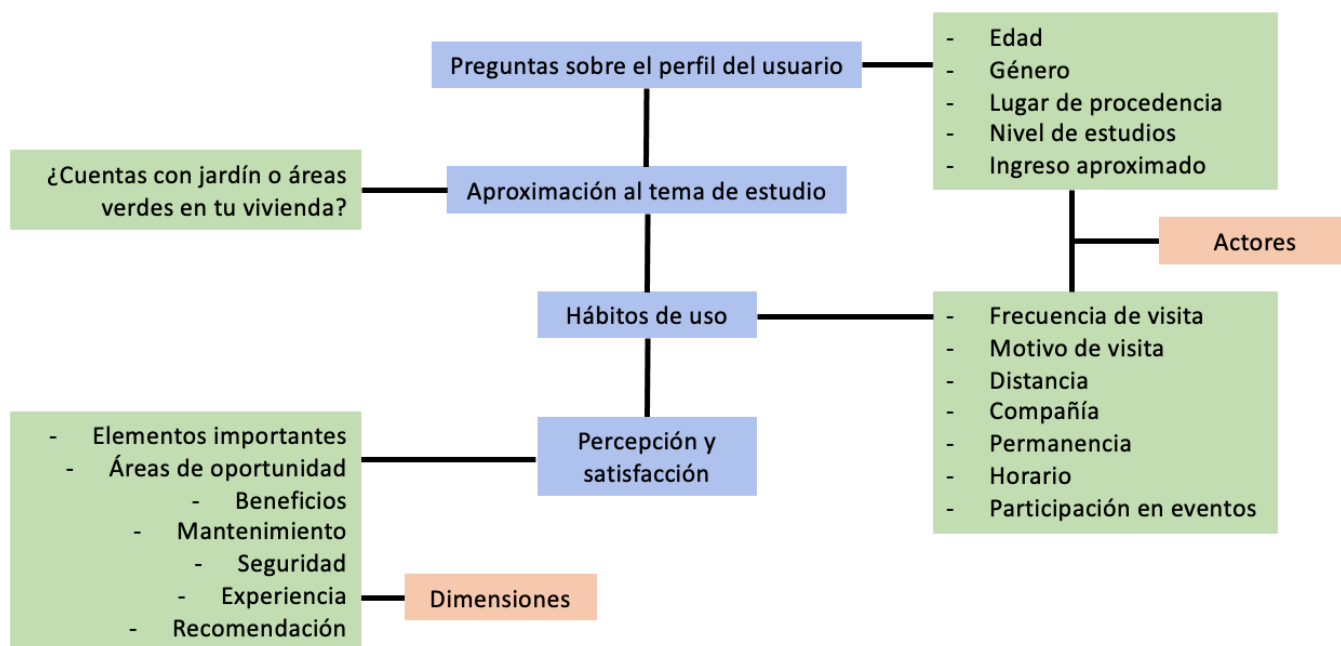 Preguntas sobre el perfil del usuario
- Edad
- Género
- Lugar de procedencia
- Nivel de estudios
- Ingreso aproximado
¿Cuentas con jardín o áreas
verdes en tu vivienda?
Aproximación al tema de estudio
Actores
Hábitos de uso
- Frecuencia de visita
- Motivo de visita
- Distancia
- Compañía
- Permanencia
- Horario
- Participación en eventos
Percepción y
satisfacción
- Elementos importantes
- Áreas de oportunidad
- Beneficios
- Mantenimiento
- Seguridad
- Experiencia
- Recomendación
Dimensiones